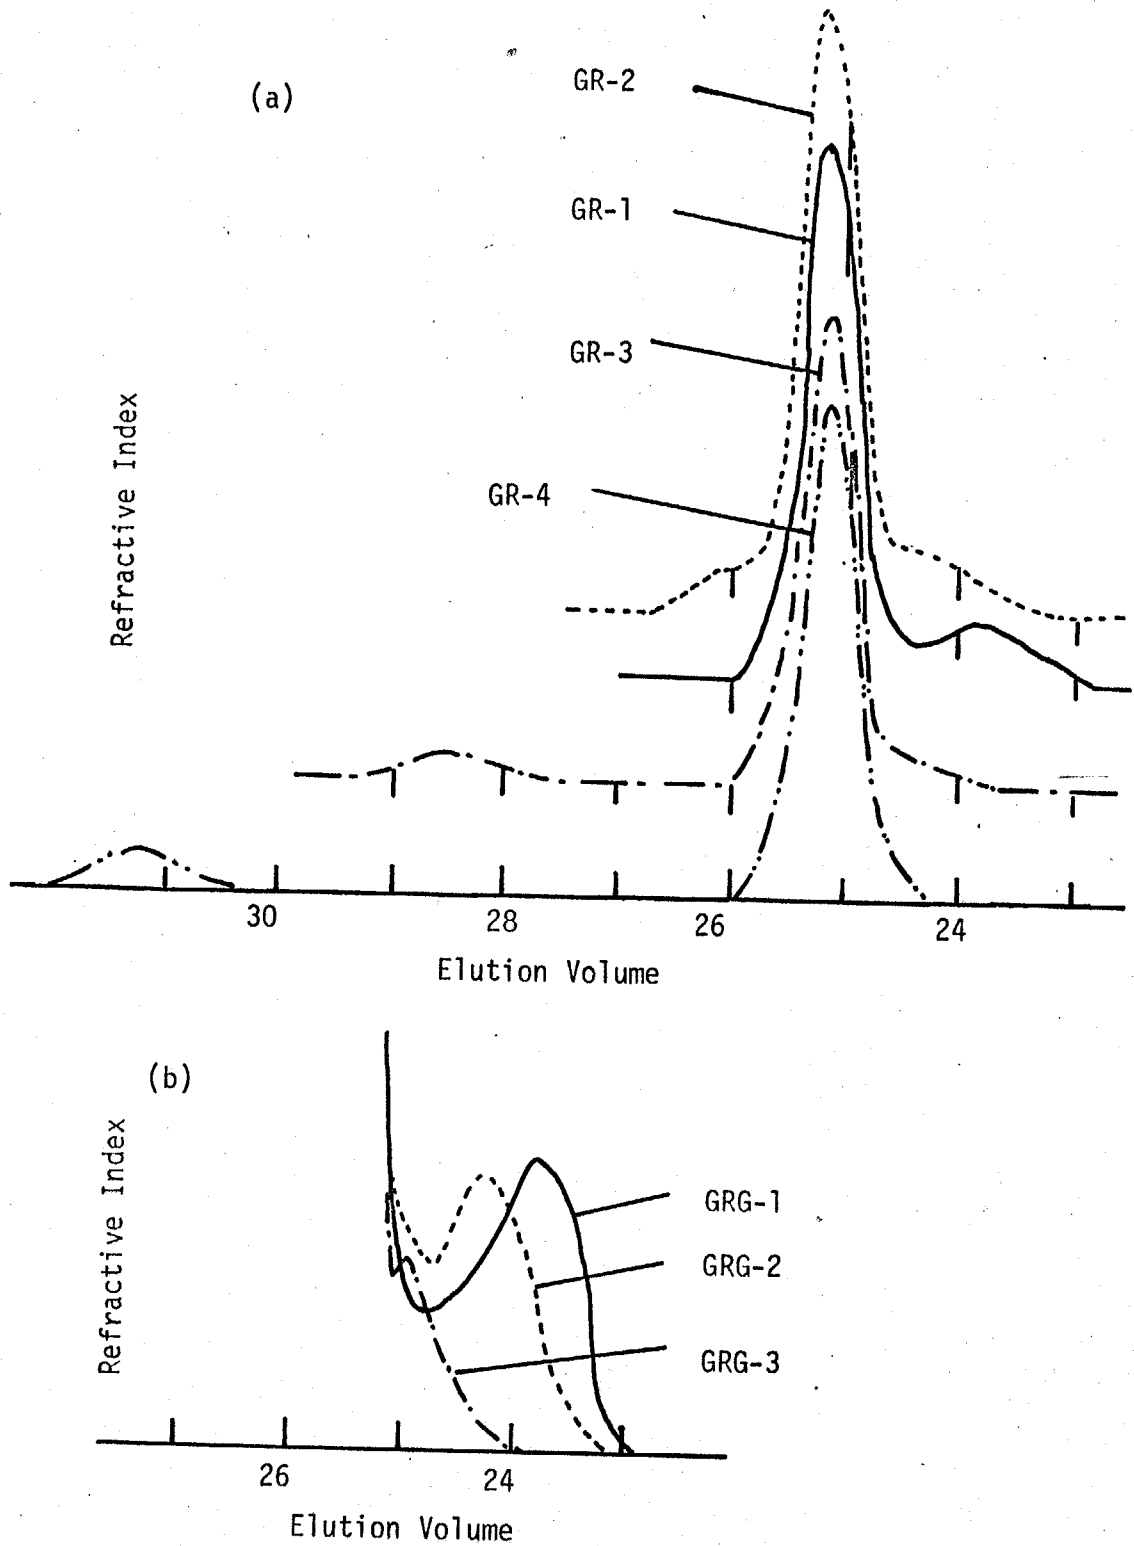 (a)
GR-2
GR-1
GR-3
GR-4
Refractive Index
30
28
26
24
Elution Volume
(b)
Refractive Index
GRG-1
GRG-2
GRG-3
26
24
Elution Volume